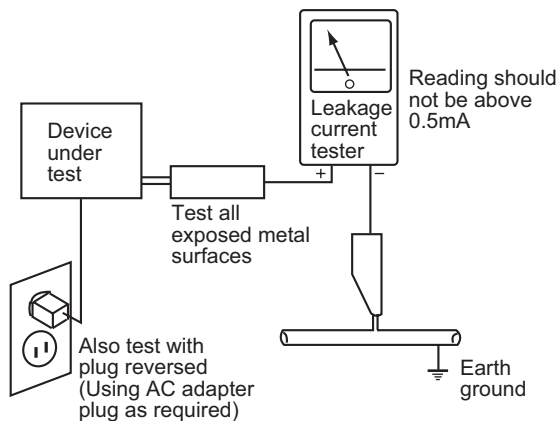 Device
under
test
Leakage
current
tester
+ −
Reading should
not be above
0.5mA
Test all
exposed metal
surfaces
Also test with
plug reversed
(Using AC adapter
plug as required)
Earth
ground